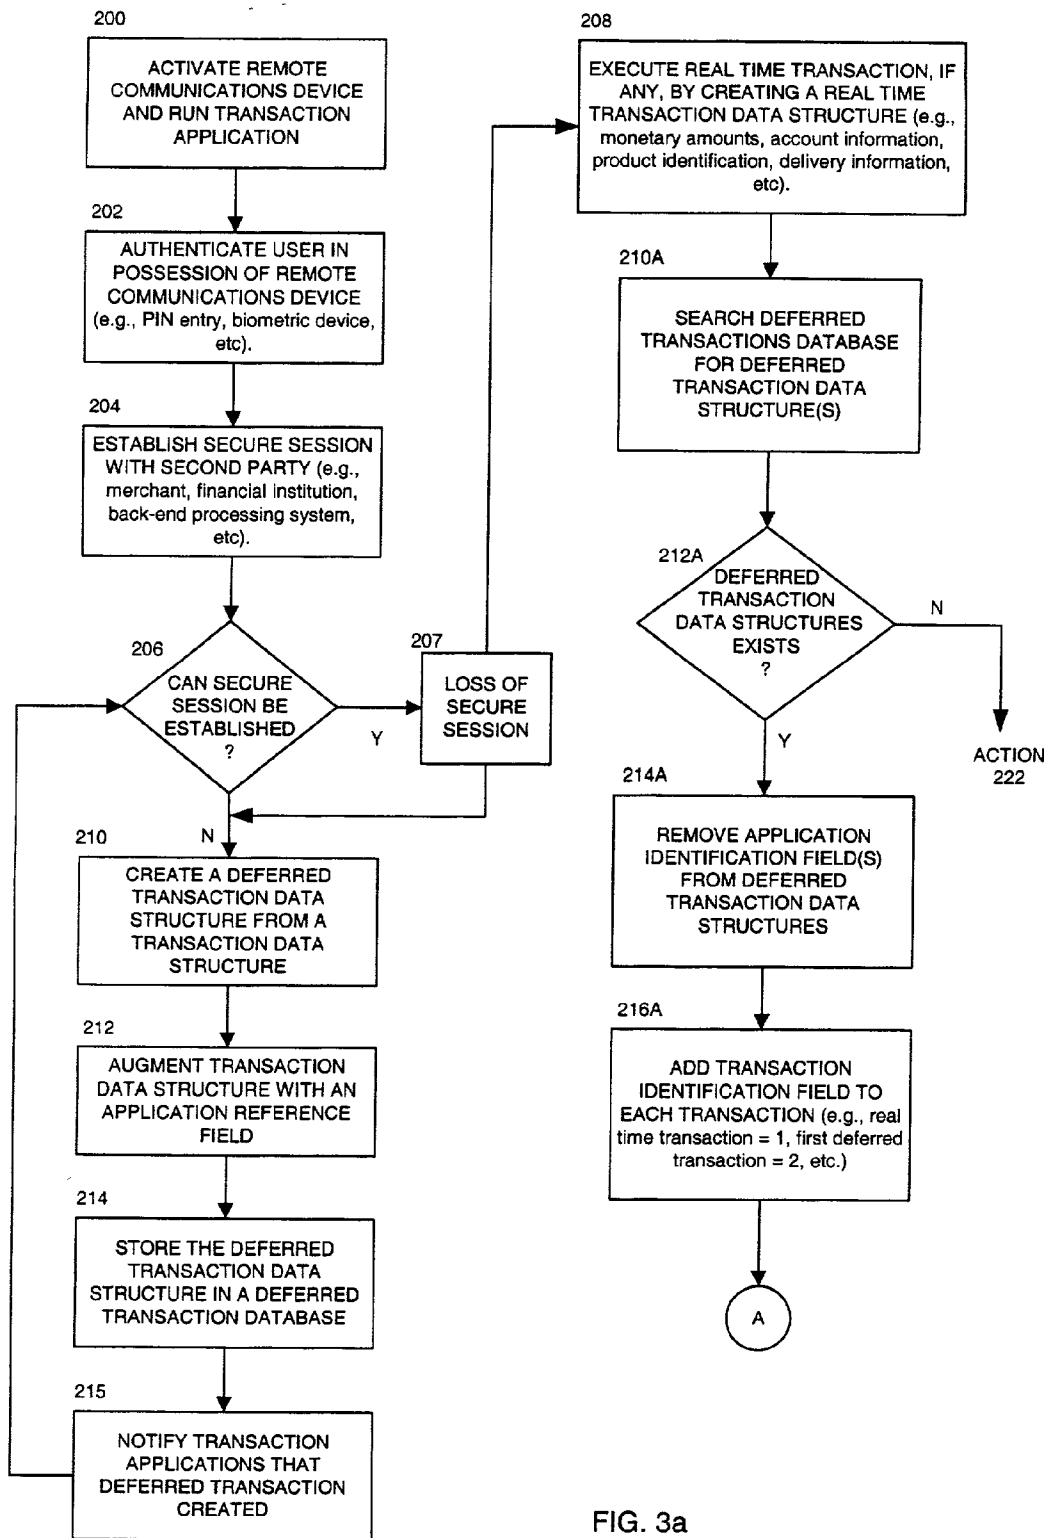 200
ACTIVATE REMOTE
COMMUNICATIONS DEVICE
AND RUN TRANSACTION
APPLICATION
202
AUTHENTICATE USER IN
POSSESSION OF REMOTE
COMMUNICATIONS DEVICE
(e.g., PIN entry, biometric device,
etc).
204
ESTABLISH SECURE SESSION
WITH SECOND PARTY (e.g.,
merchant, financial institution,
back-end processing system,
etc).
206
CAN SECURE
SESSION BE
ESTABLISHED
?
Y
N
207
LOSS OF
SECURE
SESSION
210
CREATE A DEFERRED
TRANSACTION DATA
STRUCTURE FROM A
TRANSACTION DATA
STRUCTURE
212
AUGMENT TRANSACTION
DATA STRUCTURE WITH AN
APPLICATION REFERENCE
FIELD
214
STORE THE DEFERRED
TRANSACTION DATA
STRUCTURE IN A DEFERRED
TRANSACTION DATABASE
215
NOTIFY TRANSACTION
APPLICATIONS THAT
DEFERRED TRANSACTION
CREATED
208
EXECUTE REAL TIME TRANSACTION, IF
ANY, BY CREATING A REAL TIME
TRANSACTION DATA STRUCTURE (e.g.,
monetary amounts, account information,
product identification, delivery information,
etc).
210A
SEARCH DEFERRED
TRANSACTIONS DATABASE
FOR DEFERRED
TRANSACTION DATA
STRUCTURE(S)
212A
DEFERRED
TRANSACTION
DATA STRUCTURES
EXISTS
?
N
Y
ACTION
222
214A
REMOVE APPLICATION
IDENTIFICATION FIELD(S)
FROM DEFERRED
TRANSACTION DATA
STRUCTURES
216A
ADD TRANSACTION
IDENTIFICATION FIELD TO
EACH TRANSACTION (e.g., real
time transaction = 1, first deferred
transaction = 2, etc.)
A
FIG. 3a